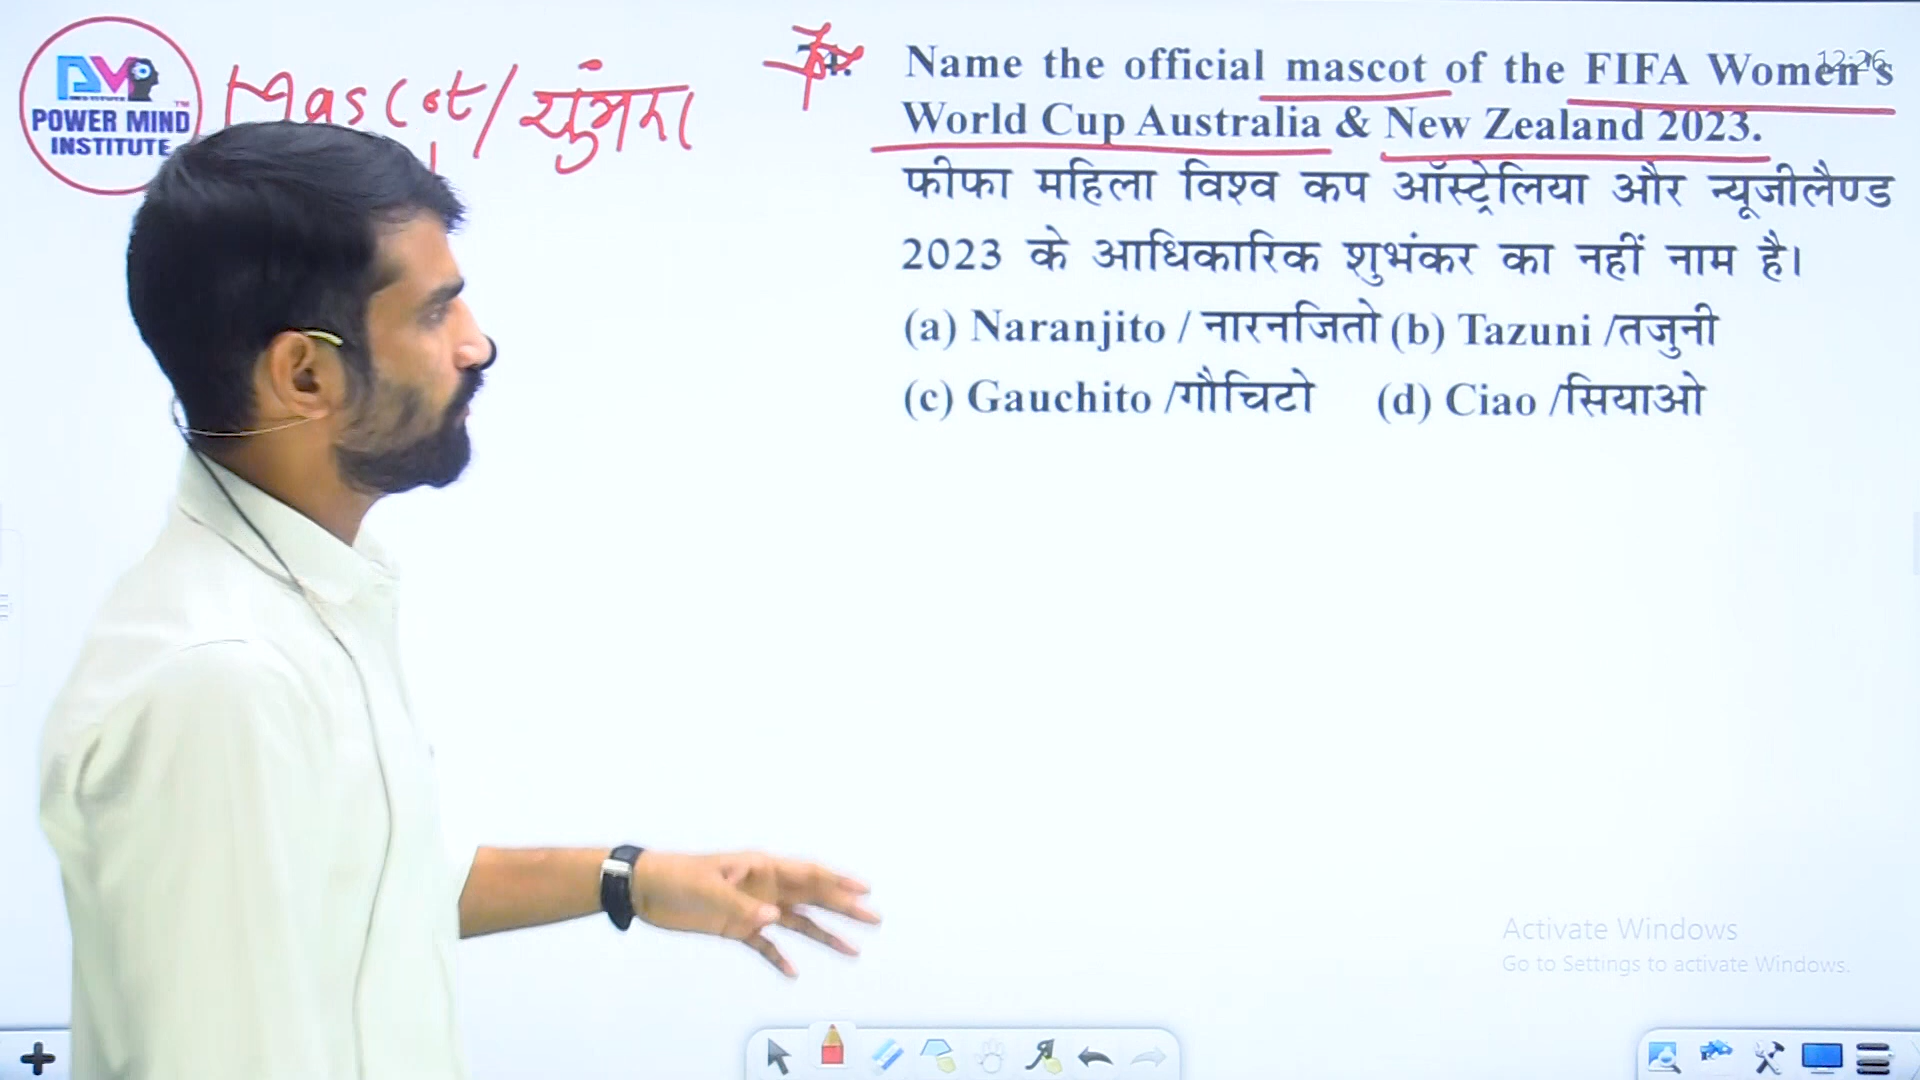 POWER MIND
INSTITUTE
Mascot/शुंभकर
74.
Name the official mascot of the FIFA Women's
World Cup Australia & New Zealand 2023.
फीफा महिला विश्व कप ऑस्ट्रेलिया और न्यूजीलैण्ड
2023 के आधिकारिक शुभंकर का नहीं नाम है।
(a) Naranjito / नारनजितो (b) Tazuni /तजुनी
(c) Gauchito /गौचिटो (d) Ciao /सियाओ
12:26
Activate Windows
Go to Settings to activate Windows.